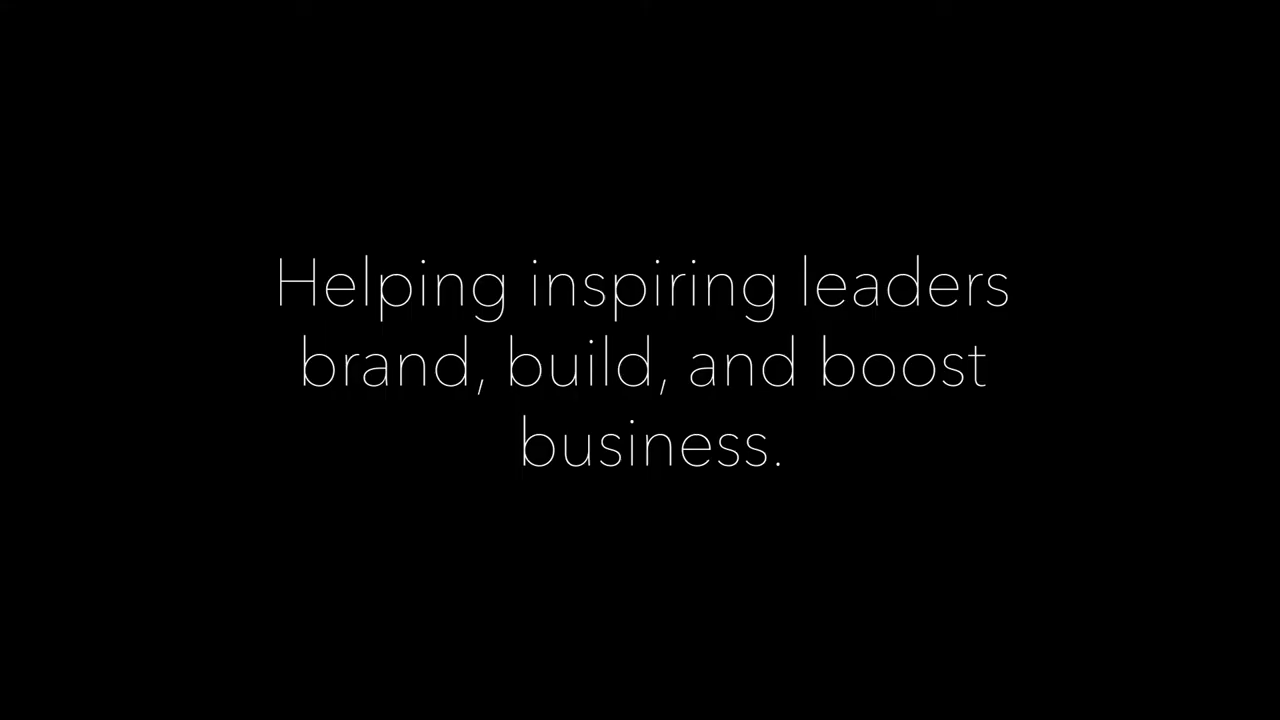 Helping inspiring leaders
brand, build, and boost
business.